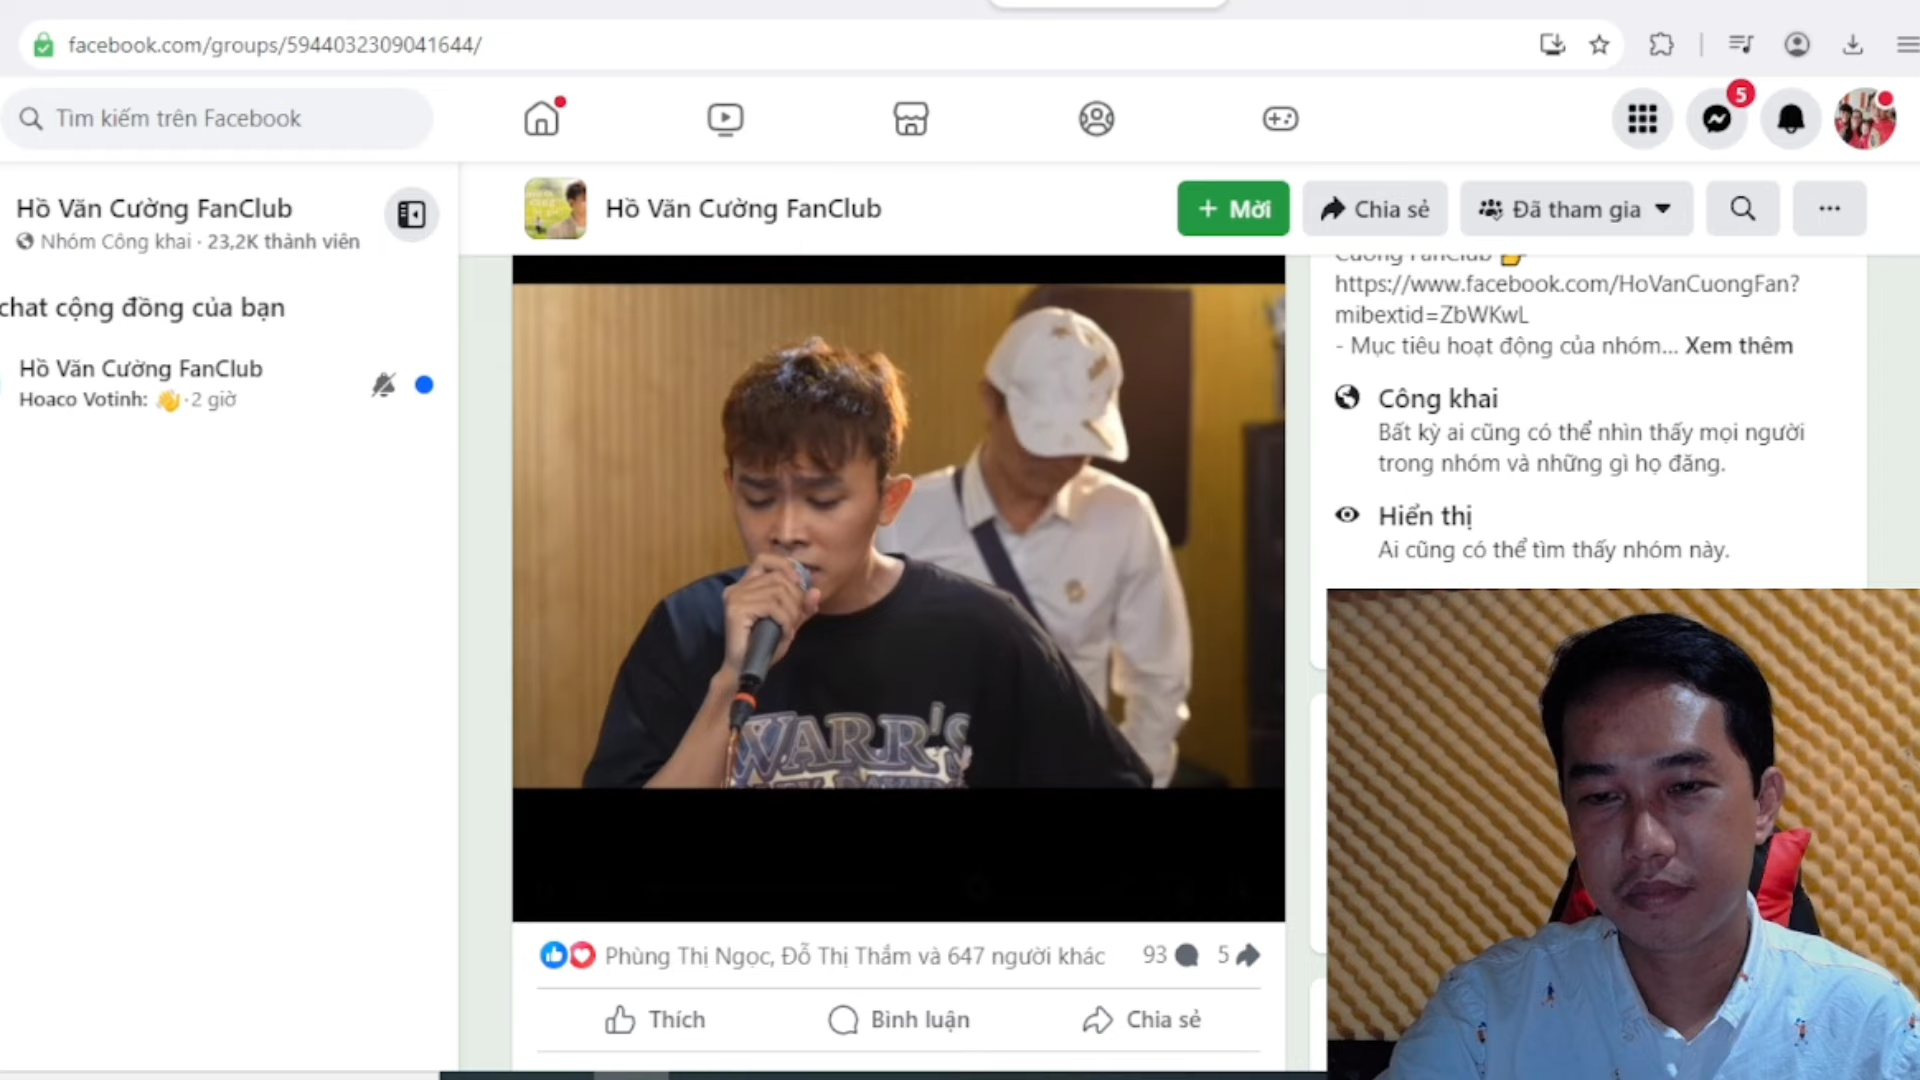 facebook.com/groups/5944032309041644/
Tìm kiếm trên Facebook
5
Hồ Văn Cường FanClub
Nhóm Công khai · 23,2K thành viên
chat cộng đồng của bạn
Hồ Văn Cường FanClub
Hoaco Votinh: 👋 · 2 giờ
Hồ Văn Cường FanClub
+ Mời
Chia sẻ
Đã tham gia
WARR'S
Phùng Thị Ngọc, Đỗ Thị Thắm và 647 người khác
93
5
Thích
Bình luận
Chia sẻ
Cường FanClub 👉
https://www.facebook.com/HoVanCuongFan?
mibextid=ZbWKwL
- Mục tiêu hoạt động của nhóm... Xem thêm
Công khai
Bất kỳ ai cũng có thể nhìn thấy mọi người
trong nhóm và những gì họ đăng.
Hiển thị
Ai cũng có thể tìm thấy nhóm này.